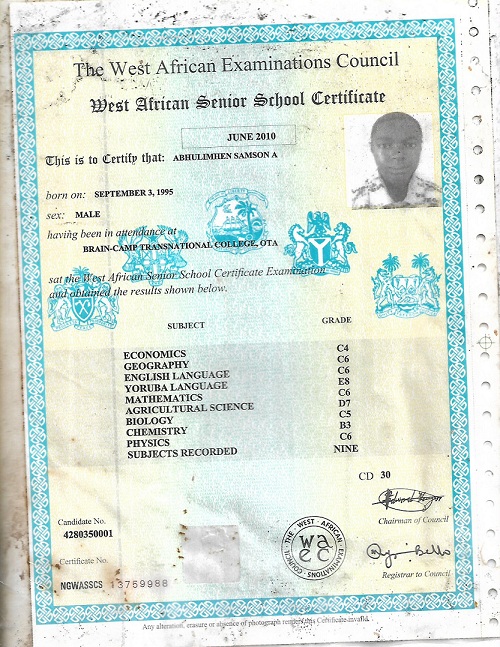 The West African Examinations Council
West African Senior School Certificate
JUNE 2010
This is to Certify that: ABHULIMHEN SAMSON A
born on: SEPTEMBER 3, 1995
sex: MALE
having been in attendance at
BRAIN-CAMP TRANSNATIONAL COLLEGE, OTA
sat the West African Senior School Certificate Examination
and obtained the results shown below.
SUBJECT GRADE
ECONOMICS C4
GEOGRAPHY C6
ENGLISH LANGUAGE C6
YORUBA LANGUAGE E8
MATHEMATICS C6
AGRICULTURAL SCIENCE D7
BIOLOGY C5
CHEMISTRY B3
PHYSICS C6
SUBJECTS RECORDED NINE
CD 30
Chairman of Council
Candidate No.
4280350001
THE WEST AFRICAN EXAMINATIONS COUNCIL
waec
Registrar to Council
Certificate No.
NGWASSCS 13759988
Any alteration, erasure or absence of photograph renders this Certificate invalid.